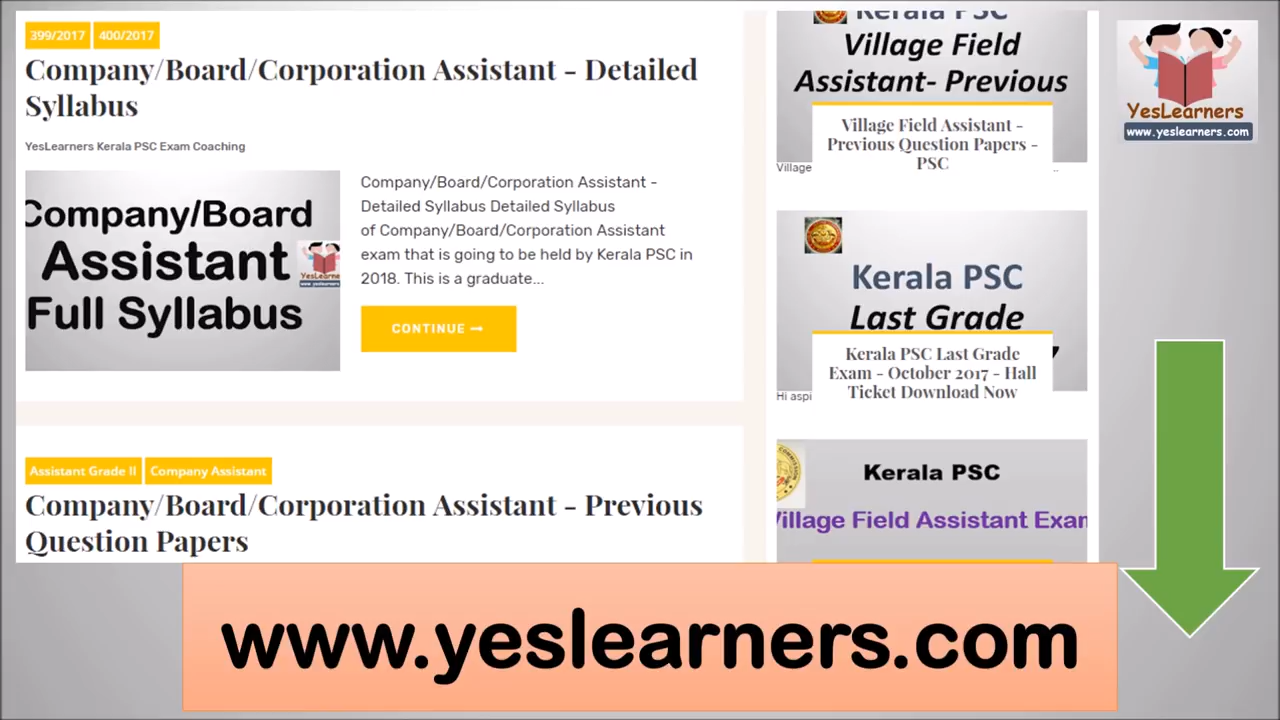 399/2017 400/2017
Company/Board/Corporation Assistant - Detailed
Syllabus
YesLearners Kerala PSC Exam Coaching
Company/Board
Assistant
Full Syllabus
YesLearners
Company/Board/Corporation Assistant -
Detailed Syllabus Detailed Syllabus
of Company/Board/Corporation Assistant
exam that is going to be held by Kerala PSC in
2018. This is a graduate...
CONTINUE
Assistant Grade II Company Assistant
Company/Board/Corporation Assistant - Previous
Question Papers
Kerala PSC
Village Field
Assistant- Previous
Village Field Assistant -
Previous Question Papers -
PSC
Village
Kerala PSC
Last Grade
Kerala PSC Last Grade
Exam - October 2017 - Hall
Ticket Download Now
Hi aspi
Kerala PSC
Village Field Assistant Exam
YesLearners
www.yeslearners.com
www.yeslearners.com